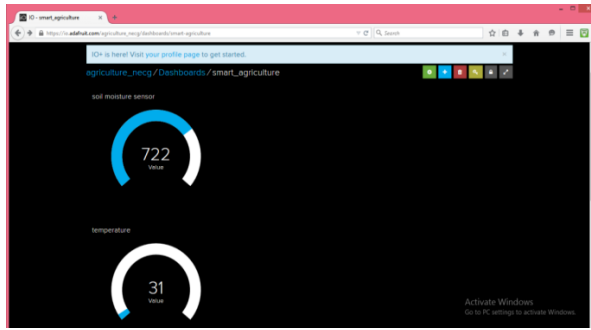 IO - smart_agriculture
https://io.adafruit.com/agriculture_necg/dashboards/smart-agriculture
Search
IO+ is here! Visit your profile page to get started.
agriculture_necg/Dashboards/smart_agriculture
soil moisture sensor
722
Value
temperature
31
Value
Activate Windows
Go to PC settings to activate Windows.